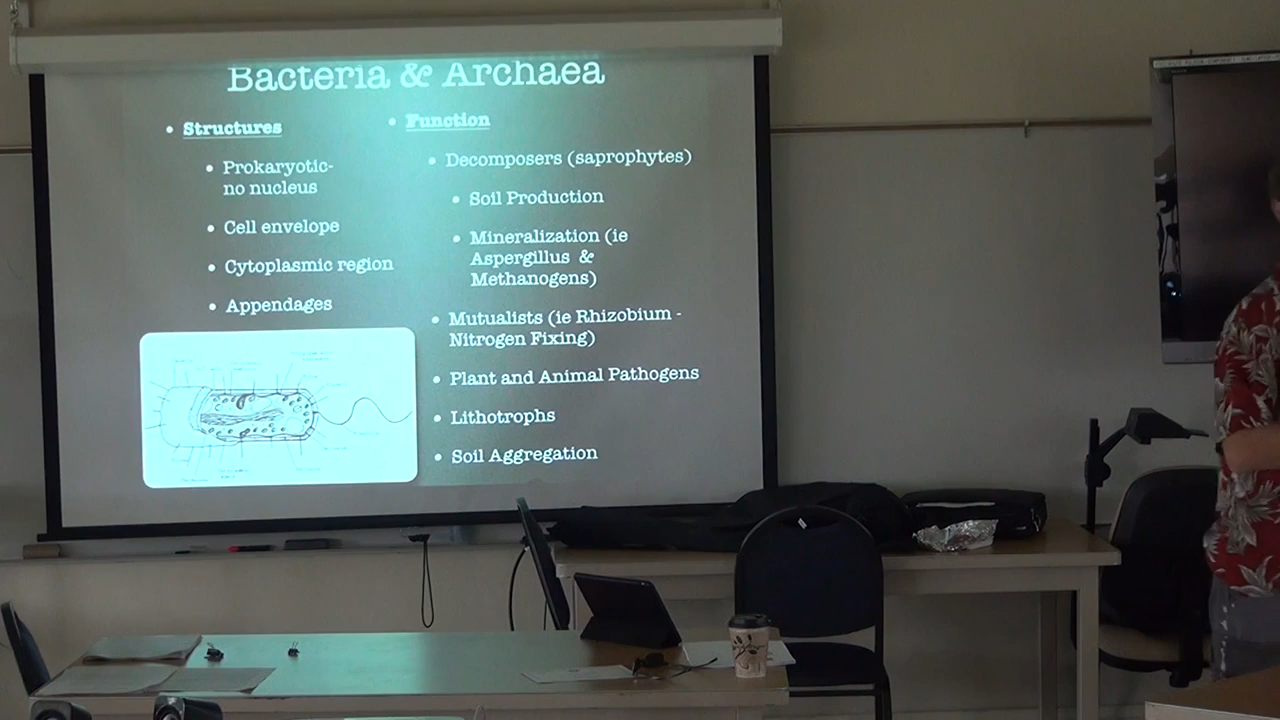 Bacteria & Archaea
• Structures
• Prokaryotic-
no nucleus
• Cell envelope
• Cytoplasmic region
• Appendages
• Function
• Decomposers (saprophytes)
• Soil Production
• Mineralization (ie
Aspergillus &
Methanogens)
• Mutualists (ie Rhizobium -
Nitrogen Fixing)
• Plant and Animal Pathogens
• Lithotrophs
• Soil Aggregation